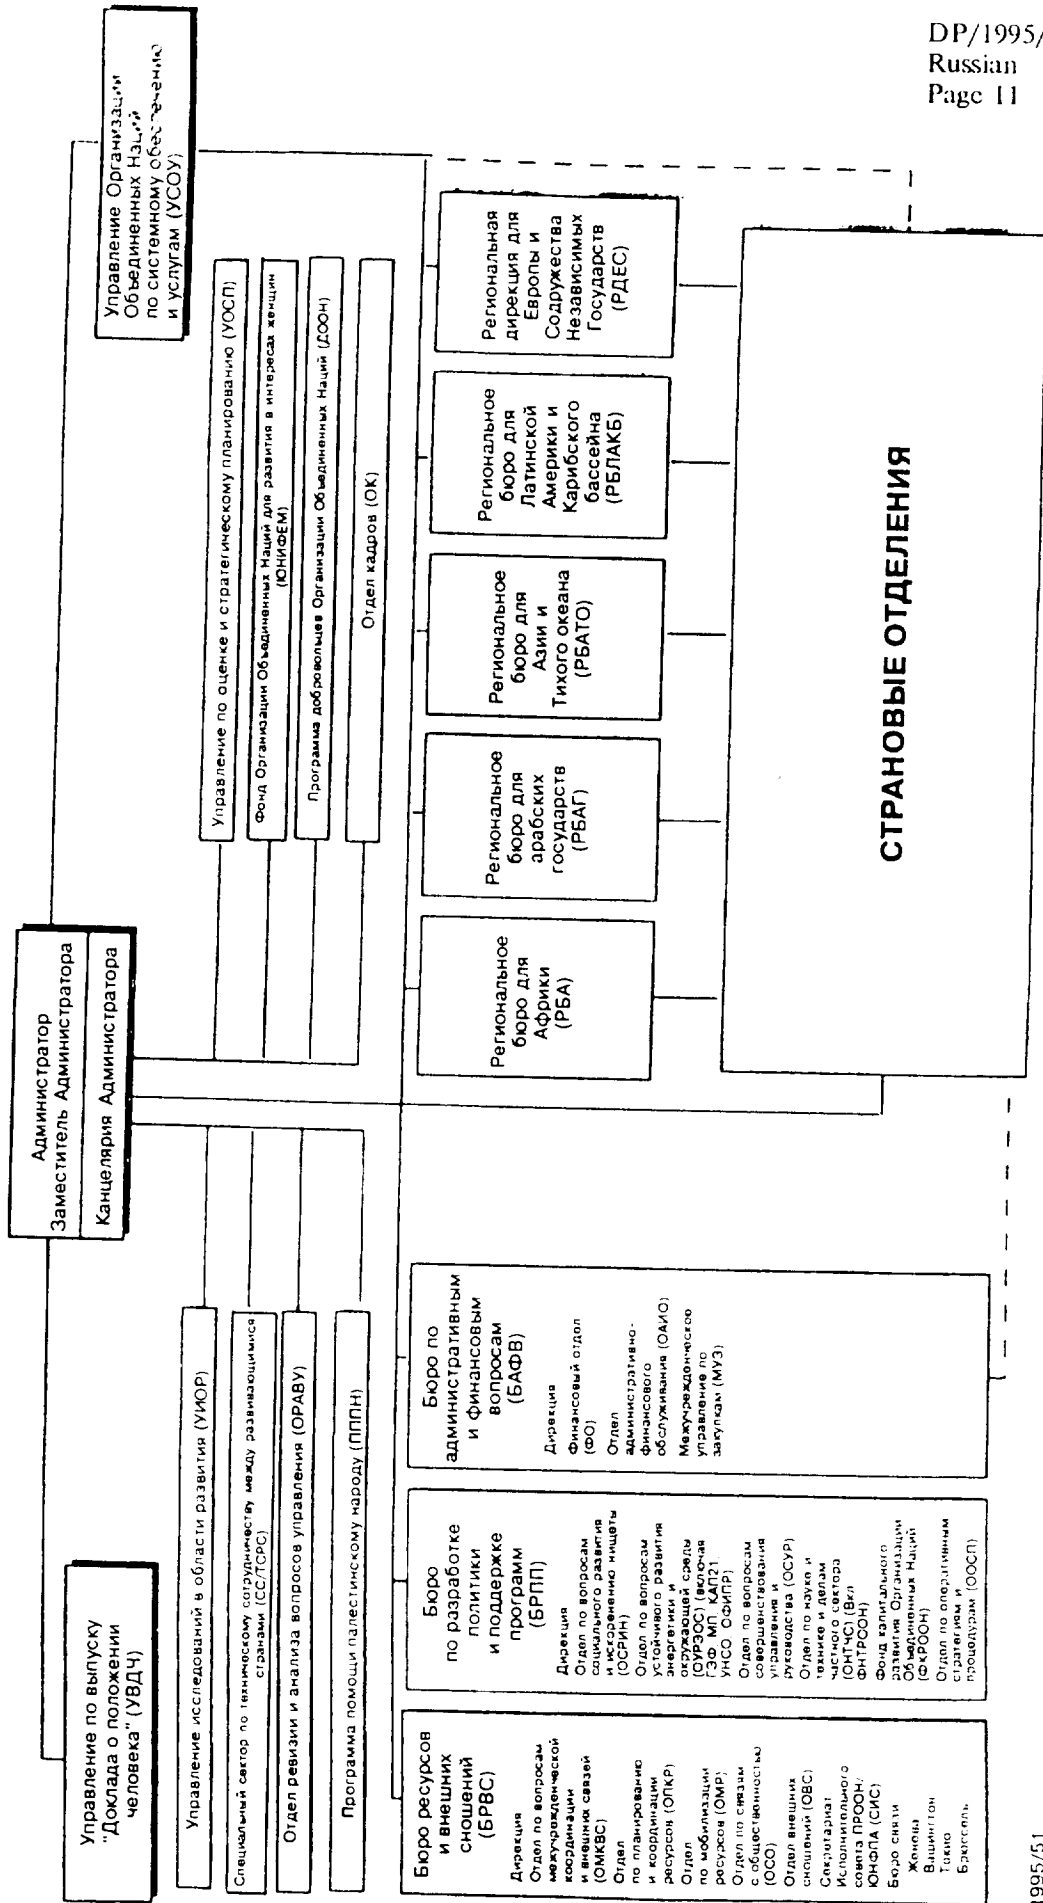 DP/1995/
Russian
Page 11
Администратор
Заместитель Администратора
Канцелярия Администратора
Управление по выпуску
"Доклада о положении
человека" (УВДЧ)
Управление Организации
Объединенных Наций
по системному обеспечению
и услугам (УСОУ)
Управление исследований в области развития (УИОР)
Специальный сектор по техническому сотрудничеству между развивающимися
странами (СС/ТСРС)
Отдел ревизии и анализа вопросов управления (ОРАВУ)
Программа помощи палестинскому народу (ПППН)
Управление по оценке и стратегическому планированию (УОСП)
Фонд Организации Объединенных Наций для развития в интересах женщин
(ЮНИФЕМ)
Программа добровольцев Организации Объединенных Наций (ДООН)
Отдел кадров (ОК)
Бюро ресурсов
и внешних
сношений
(БРВС)
Дирекция
Отдел по вопросам
межучрежденческой
координации
и внешних связей
(ОМКВС)
Отдел
по планированию
и координации
ресурсов (ОПКР)
Отдел
по мобилизации
ресурсов (ОМР)
Отдел по связям
с общественностью
(ОСО)
Отдел внешних
сношений (ОВС)
Секретариат
Исполнительного
совета ПРООН/
ЮНФПА (СИС)
Бюро связи
Женева
Вашингтон
Токио
Брюссель
Бюро
по разработке
политики
и поддержке
программ
(БРПП)
Дирекция
Отдел по вопросам
социального развития
и искоренению нищеты
(ОСРИН)
Отдел по вопросам
устойчивого развития
энергетики и
окружающей среды
(ОУРЭОС) (включая
ГЭФ МП КАП21
УНСО ОФИПР)
Отдел по вопросам
совершенствования
управления и
руководства (ОСУР)
Отдел по науке и
технике и делам
частного сектора
(ОНТЧС) (Вкл
ФНТРООН)
Фонд капитального
развития Организации
Объединенных Наций
(ФКРООН)
Отдел по оперативным
стратегиям и
процедурам (ООСП)
Бюро по
административным
и финансовым
вопросам
(БАФВ)
Дирекция
Финансовый отдел
(ФО)
Отдел
административно-
финансового
обслуживания (ОАИО)
Межучрежденческое
управление по
закупкам (МУЗ)
Региональное
бюро для
Африки
(РБА)
Региональное
бюро для
арабских
государств
(РБАГ)
Региональное
бюро для
Азии и
Тихого океана
(РБАТО)
Региональное
бюро для
Латинской
Америки и
Карибского
бассейна
(РБЛАКБ)
Региональная
дирекция для
Европы и
Содружества
Независимых
Государств
(РДЕС)
СТРАНОВЫЕ ОТДЕЛЕНИЯ
1995/51